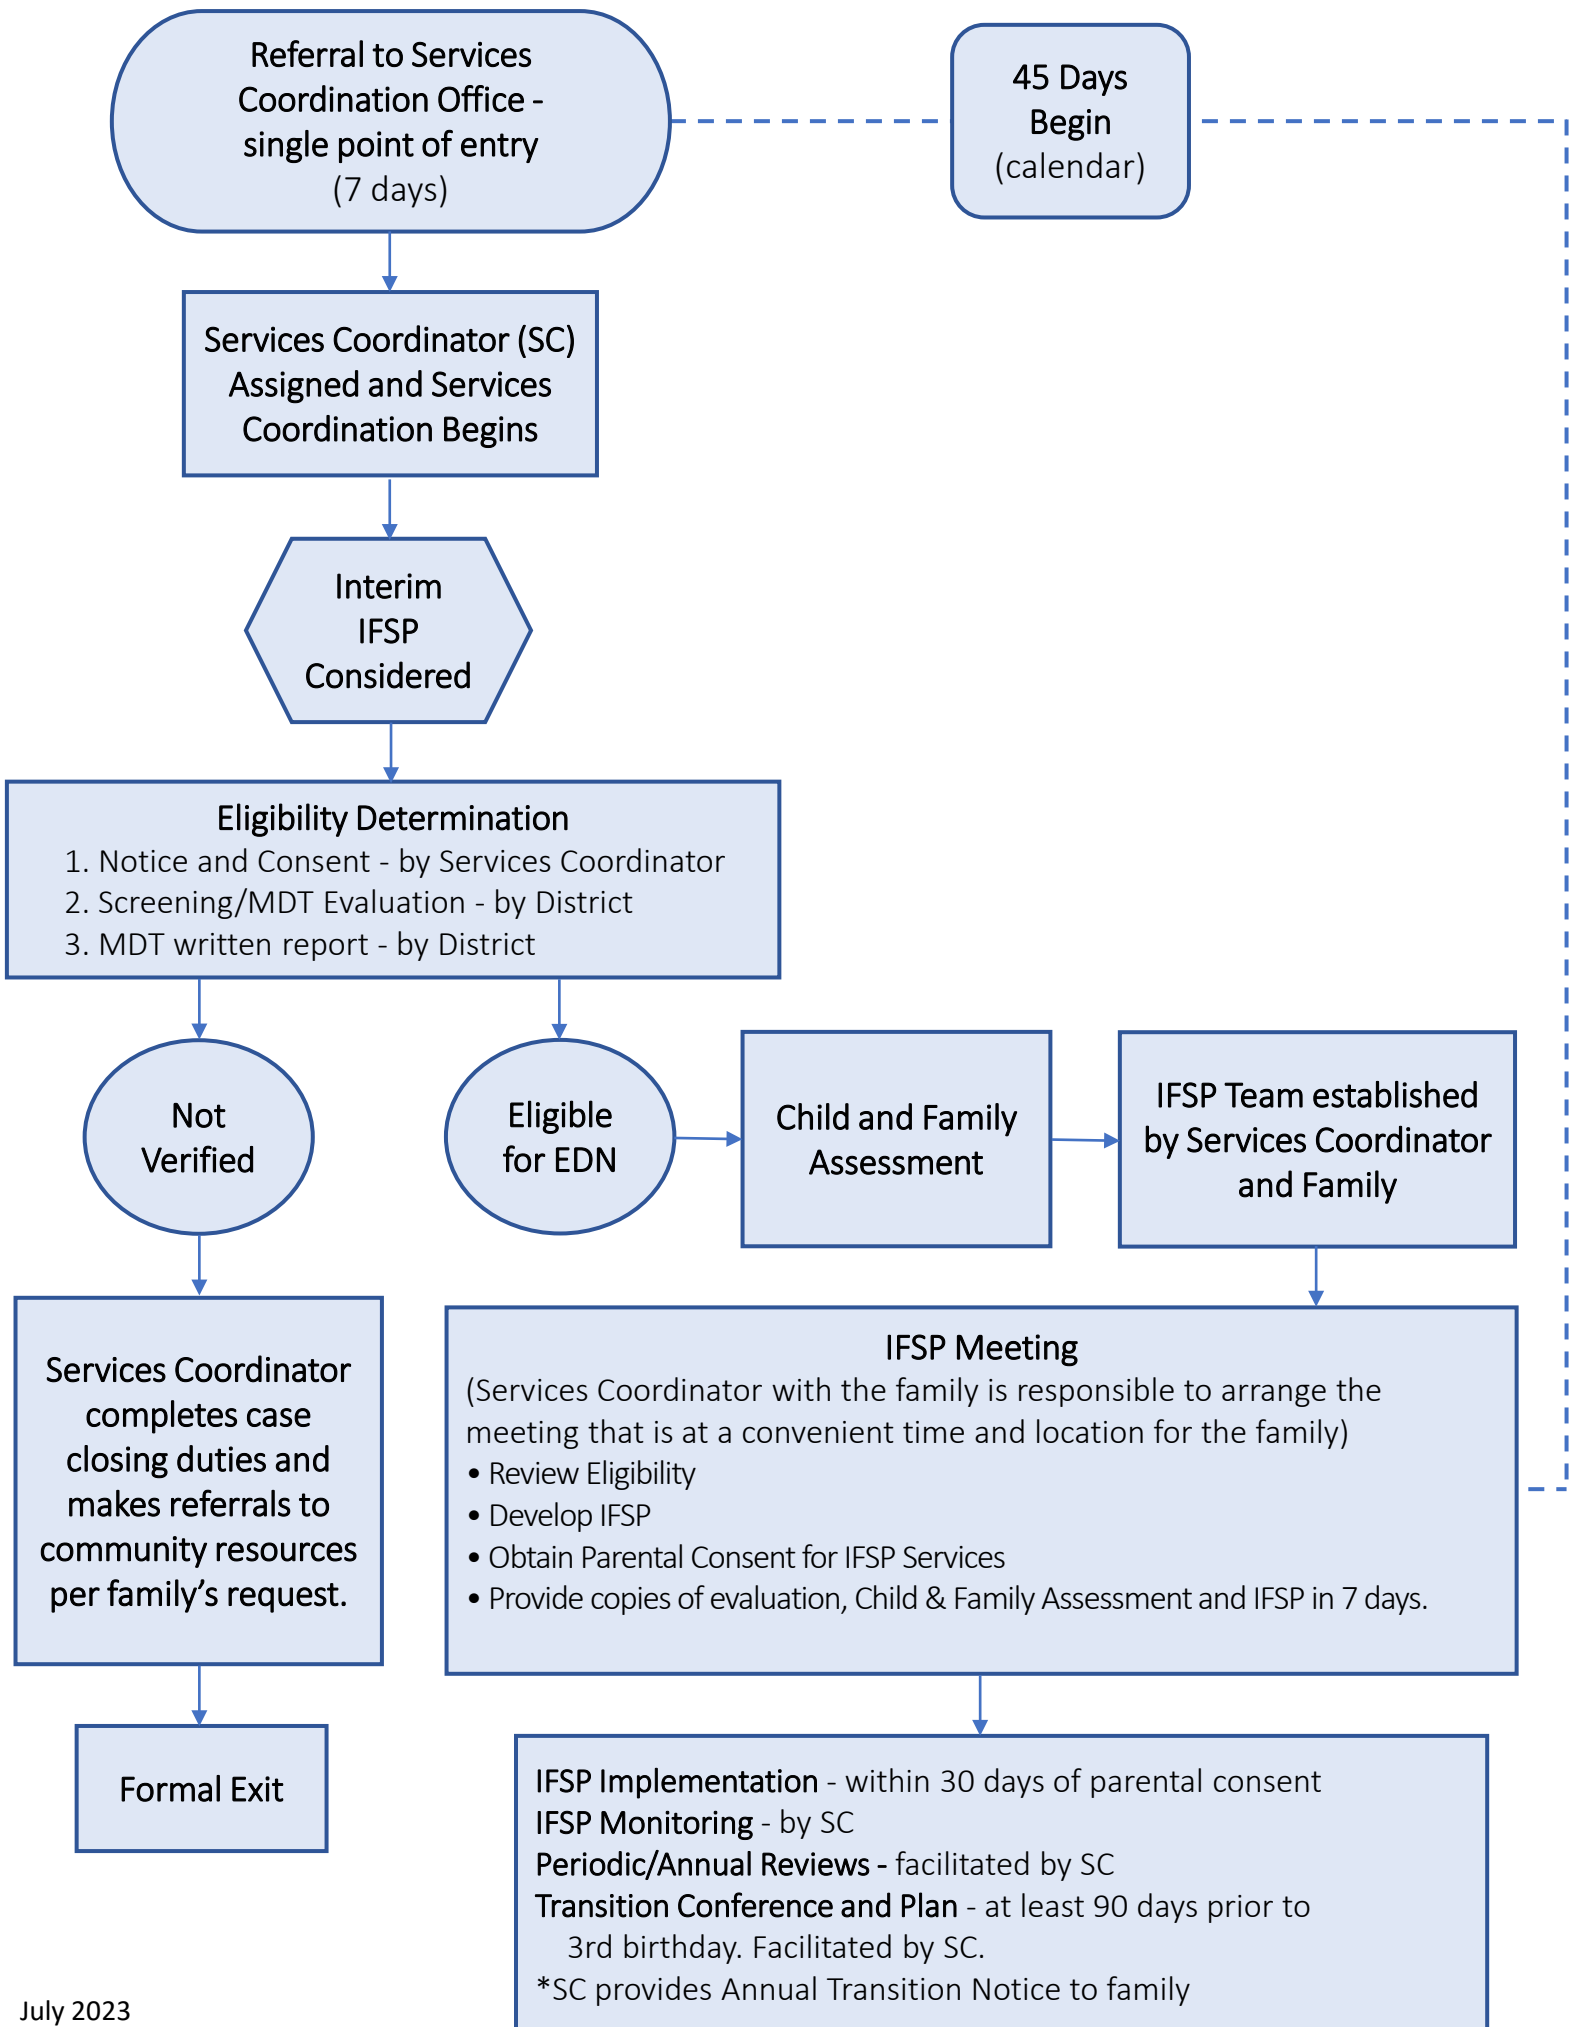 Referral to Services
Coordination Office -
single point of entry
(7 days)
45 Days
Begin
(calendar)
Services Coordinator (SC)
Assigned and Services
Coordination Begins
Interim
IFSP
Considered
Eligibility Determination
1. Notice and Consent - by Services Coordinator
2. Screening/MDT Evaluation - by District
3. MDT written report - by District
Not
Verified
Eligible
for EDN
Child and Family
Assessment
IFSP Team established
by Services Coordinator
and Family
Services Coordinator
completes case
closing duties and
makes referrals to
community resources
per family’s request.
Formal Exit
IFSP Meeting
(Services Coordinator with the family is responsible to arrange the
meeting that is at a convenient time and location for the family)
• Review Eligibility
• Develop IFSP
• Obtain Parental Consent for IFSP Services
• Provide copies of evaluation, Child & Family Assessment and IFSP in 7 days.
IFSP Implementation - within 30 days of parental consent
IFSP Monitoring - by SC
Periodic/Annual Reviews - facilitated by SC
Transition Conference and Plan - at least 90 days prior to
3rd birthday. Facilitated by SC.
*SC provides Annual Transition Notice to family
July 2023